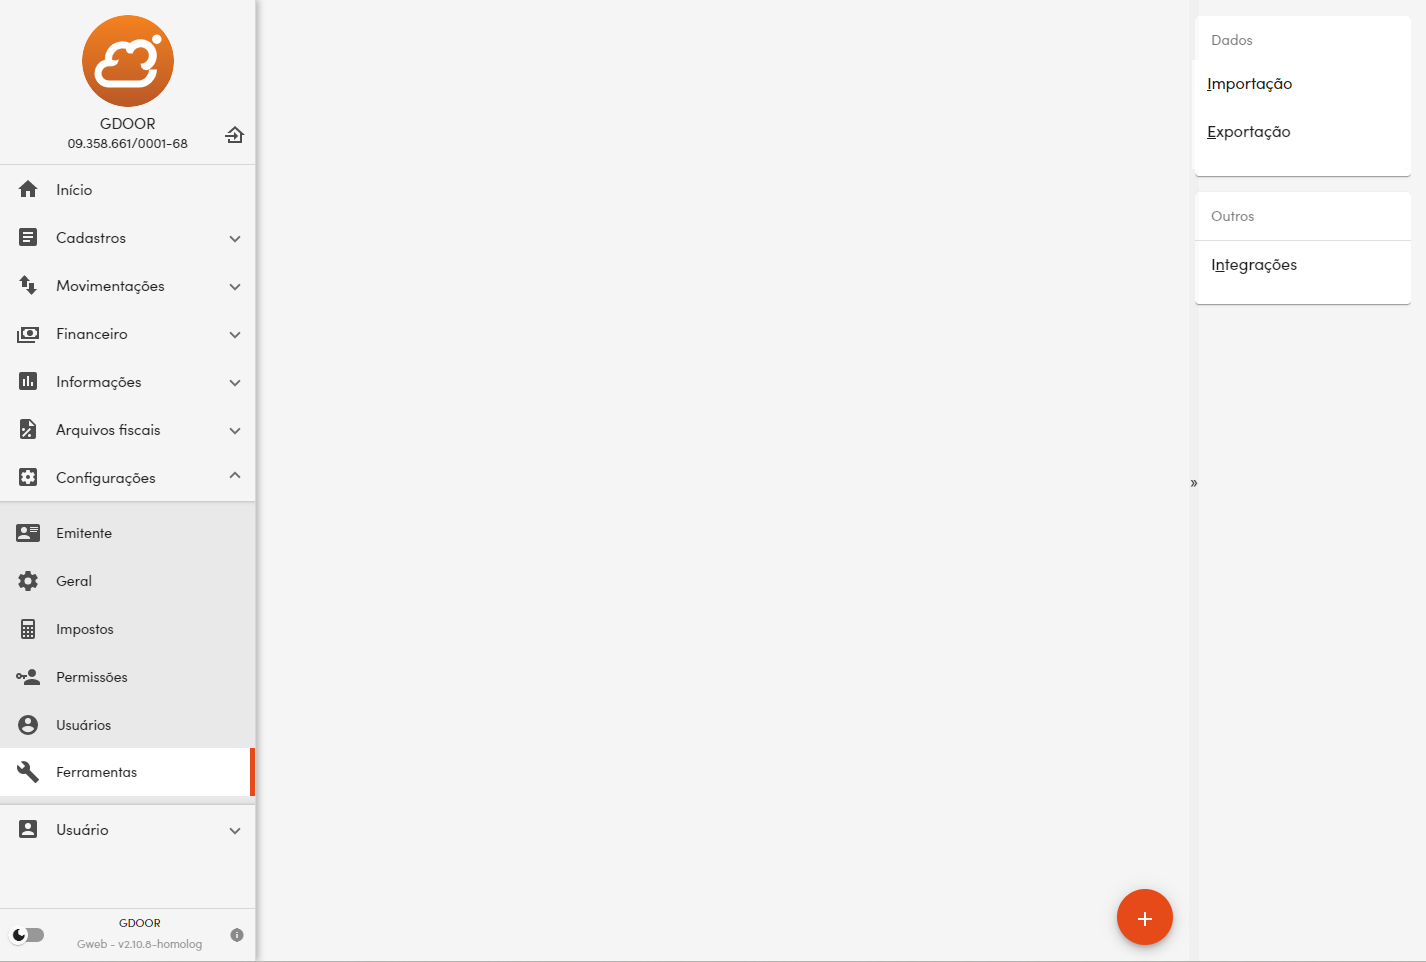 GDOOR
09.358.661/0001-68
Início
Cadastros
Movimentações
Financeiro
Informações
Arquivos fiscais
Configurações
Emitente
Geral
Impostos
Permissões
Usuários
Ferramentas
Usuário
GDOOR
Gweb - v2.10.8-homolog
»
+
Dados
Importação
Exportação
Outros
Integrações